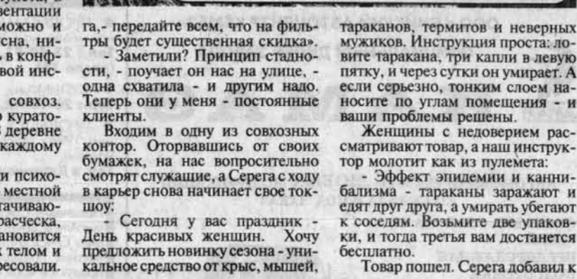 вентации
можно и
сна, ни-
ь в конф-
вой инс-
совхоз.
курато-
деревне
каждому
и психо-
местной
тачиваю-
расческа,
ановится
к телом и
ресовали.
га,- передайте всем, что на филь-
тры будет существенная скидка».
- Заметили? Принцип стадно-
сти, - поучает он нас на улице, -
одна схватила - и другим надо.
Теперь они у меня - постоянные
клиенты.
Входим в одну из совхозных
контор. Оторвавшись от своих
бумажек, на нас вопросительно
смотрят служащие, а Серега с ходу
в карьер снова начинает свое ток-
шоу:
- Сегодня у вас праздник -
День красивых женщин. Хочу
предложить новинку сезона - уни-
кальное средство от крыс, мышей,
тараканов, термитов и неверных
мужиков. Инструкция проста: ло-
вите таракана, три капли в левую
пятку, и через сутки он умирает. А
если серьезно, тонким слоем на-
носите по углам помещения - и
ваши проблемы решены.
Женщины с недоверием рас-
сматривают товар, а наш инструк-
тор молотит как из пулемета:
- Эффект эпидемии и канни-
бализма - тараканы заражают и
едят друг друга, а умирать убегают
к соседям. Возьмите две упаков-
ки, и тогда третья вам достанется
бесплатно.
Товар пошел. Серега добавил к